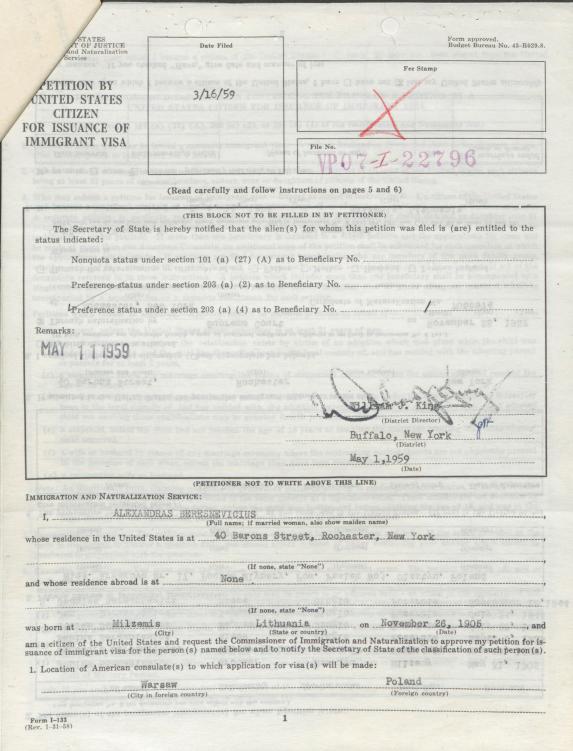 STATES
T OF JUSTICE
and Naturalization
Service
Form approved.
Budget Bureau No. 43-R429.8.
PETITION BY
UNITED STATES
CITIZEN
FOR ISSUANCE OF
IMMIGRANT VISA
Date Filed
3/26/59
Fee Stamp
X
File No.
VP07-I-22796
(Read carefully and follow instructions on pages 5 and 6)
(THIS BLOCK NOT TO BE FILLED IN BY PETITIONER)
The Secretary of State is hereby notified that the alien(s) for whom this petition was filed is (are) entitled to the
status indicated:
Nonquota status under section 101 (a) (27) (A) as to Beneficiary No.
Preference status under section 203 (a) (2) as to Beneficiary No.
Preference status under section 203 (a) (4) as to Beneficiary No. /
Remarks:
MAY 11 1959
William J. King
(District Director)
Buffalo, New York
(District)
May 1,1959
(Date)
(PETITIONER NOT TO WRITE ABOVE THIS LINE)
IMMIGRATION AND NATURALIZATION SERVICE:
I, ALEXANDRAS BERESNEVICIUS
(Full name; if married woman, also show maiden name)
whose residence in the United States is at 40 Barons Street, Rochester, New York
(If none, state "None")
and whose residence abroad is at None
(If none, state "None")
was born at Milzemis Lithuania on November 26, 1905, and
(City) (State or country) (Date)
am a citizen of the United States and request the Commissioner of Immigration and Naturalization to approve my petition for is-
suance of immigrant visa for the person(s) named below and to notify the Secretary of State of the classification of such person(s).
1. Location of American consulate(s) to which application for visa(s) will be made:
Warsaw Poland
(City in foreign country) (Foreign country)
Form I-133
(Rev. 1-31-58)
1